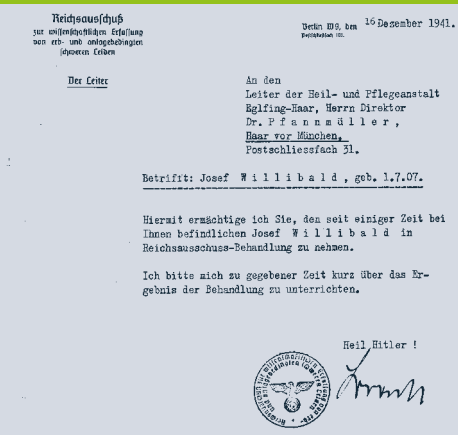 Reichsausschuß
zur wissenschaftlichen Erfassung
von erb- und anlagebedingten
schweren Leiden
Berlin W9, den 16 Dezember 1941.
Postschließfach 101.
Der Leiter
An den
Leiter der Heil- und Pflegeanstalt
Eglfing-Haar, Herrn Direktor
Dr. P f a n n m ü l l e r ,
Haar vor München.
Postschliessfach 31.
Betrifft: Josef W i l l i b a l d , geb. 1.7.07.
Hiermit ermächtige ich Sie, den seit einiger Zeit bei
Ihnen befindlichen Josef W i l l i b a l d in
Reichsausschuss-Behandlung zu nehmen.
Ich bitte mich zu gegebener Zeit kurz über das Er-
gebnis der Behandlung zu unterrichten.
Heil Hitler !